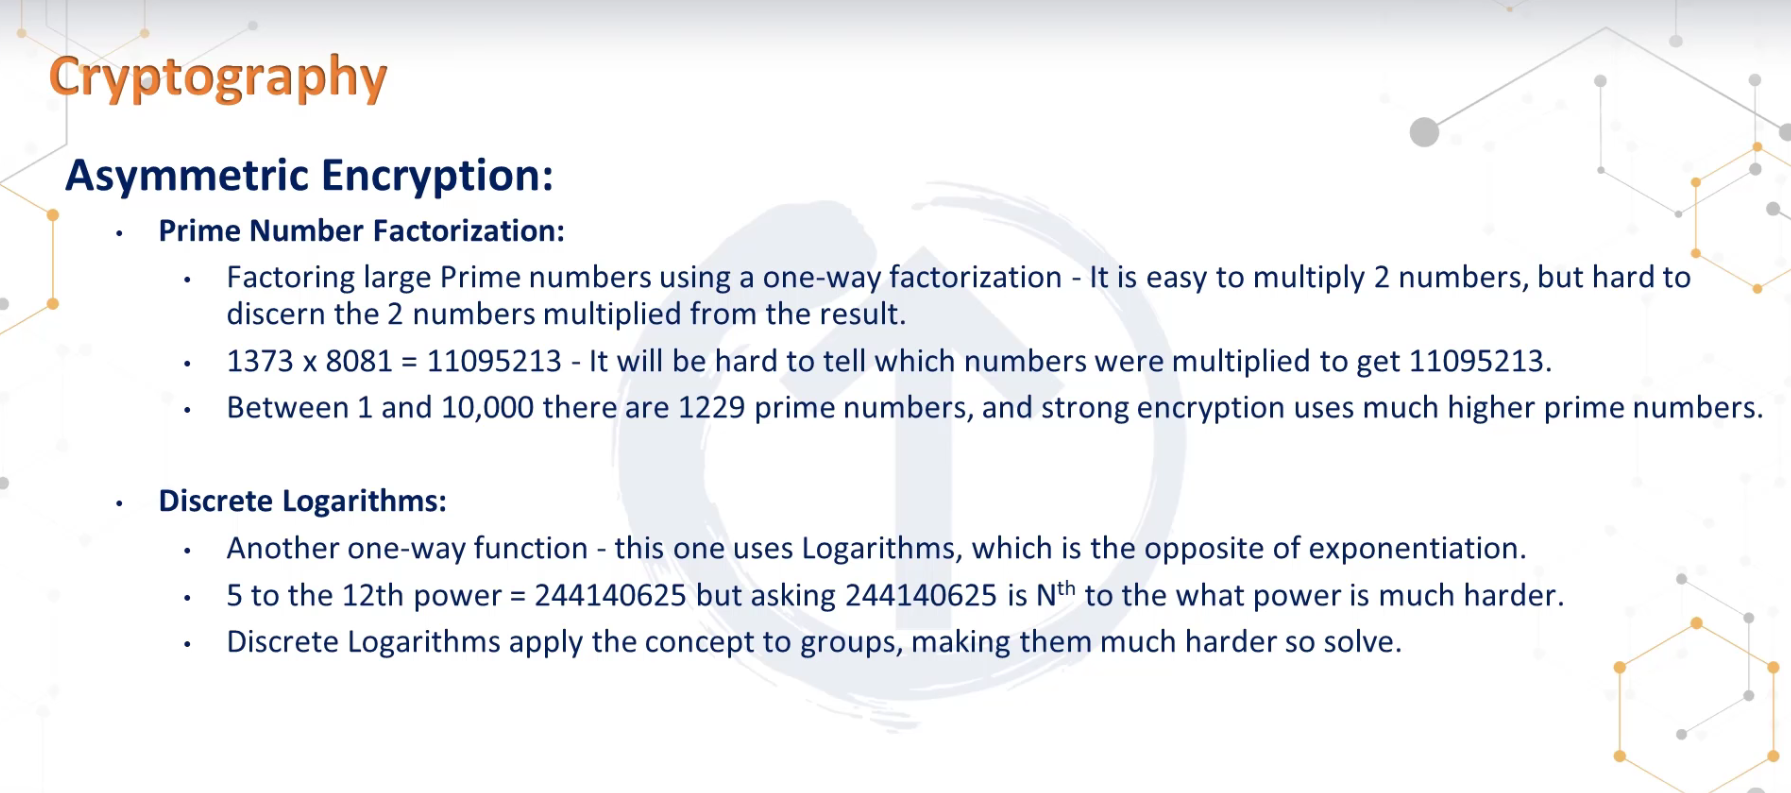 Cryptography
Asymmetric Encryption:
• Prime Number Factorization:
• Factoring large Prime numbers using a one-way factorization - It is easy to multiply 2 numbers, but hard to
discern the 2 numbers multiplied from the result.
• 1373 x 8081 = 11095213 - It will be hard to tell which numbers were multiplied to get 11095213.
• Between 1 and 10,000 there are 1229 prime numbers, and strong encryption uses much higher prime numbers.
• Discrete Logarithms:
• Another one-way function - this one uses Logarithms, which is the opposite of exponentiation.
• 5 to the 12th power = 244140625 but asking 244140625 is Nth to the what power is much harder.
• Discrete Logarithms apply the concept to groups, making them much harder so solve.